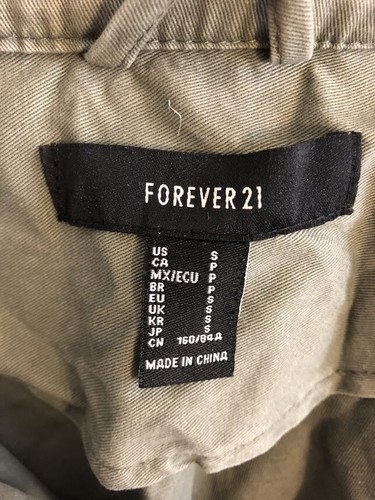 FOREVER 21
US S
CA P
MX/ECU P
BR P
EU S
UK S
KR S
JP S
CN 160/84A
MADE IN CHINA